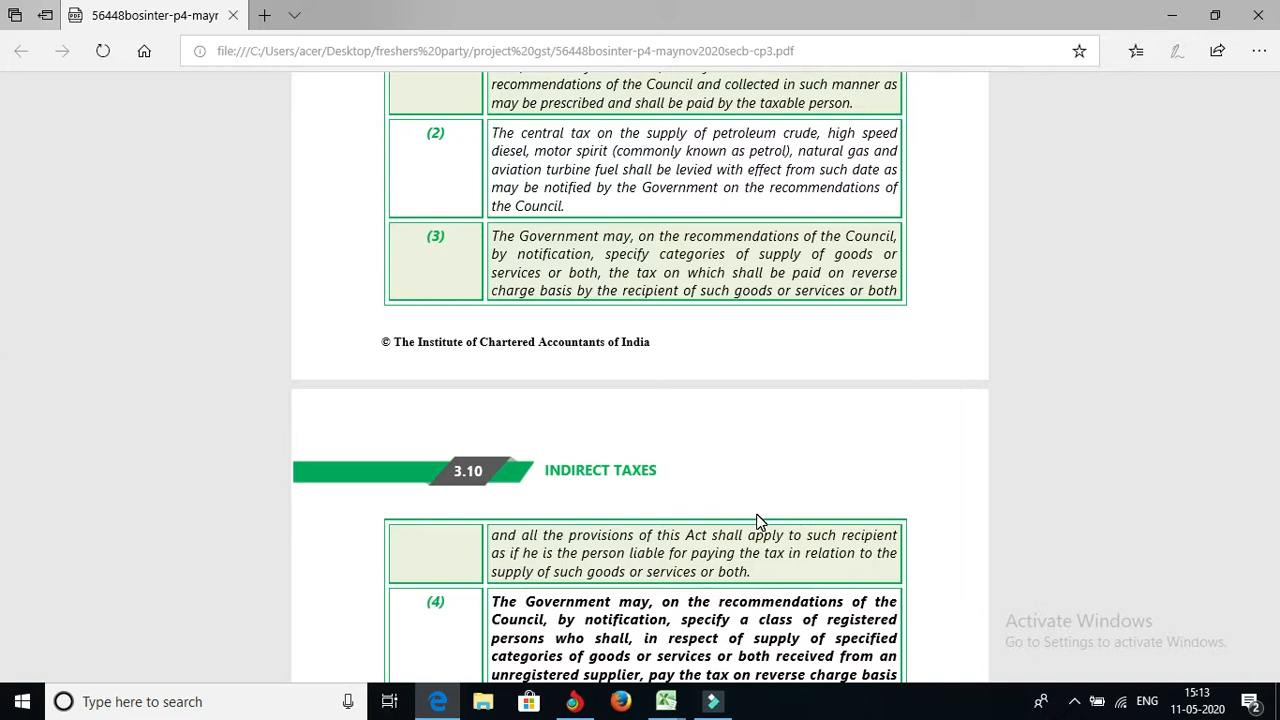 56448bosinter-p4-mayr
file:///C:/Users/acer/Desktop/freshers%20party/project%20gst/56448bosinter-p4-maynov2020secb-cp3.pdf
recommendations of the Council and collected in such manner as
may be prescribed and shall be paid by the taxable person.
(2)
The central tax on the supply of petroleum crude, high speed
diesel, motor spirit (commonly known as petrol), natural gas and
aviation turbine fuel shall be levied with effect from such date as
may be notified by the Government on the recommendations of
the Council.
(3)
The Government may, on the recommendations of the Council,
by notification, specify categories of supply of goods or
services or both, the tax on which shall be paid on reverse
charge basis by the recipient of such goods or services or both
© The Institute of Chartered Accountants of India
3.10
INDIRECT TAXES
and all the provisions of this Act shall apply to such recipient
as if he is the person liable for paying the tax in relation to the
supply of such goods or services or both.
(4)
The Government may, on the recommendations of the
Council, by notification, specify a class of registered
persons who shall, in respect of supply of specified
categories of goods or services or both received from an
unregistered supplier, pay the tax on reverse charge basis
Activate Windows
Go to Settings to activate Windows.
Type here to search
ENG
15:13
11-05-2020
2